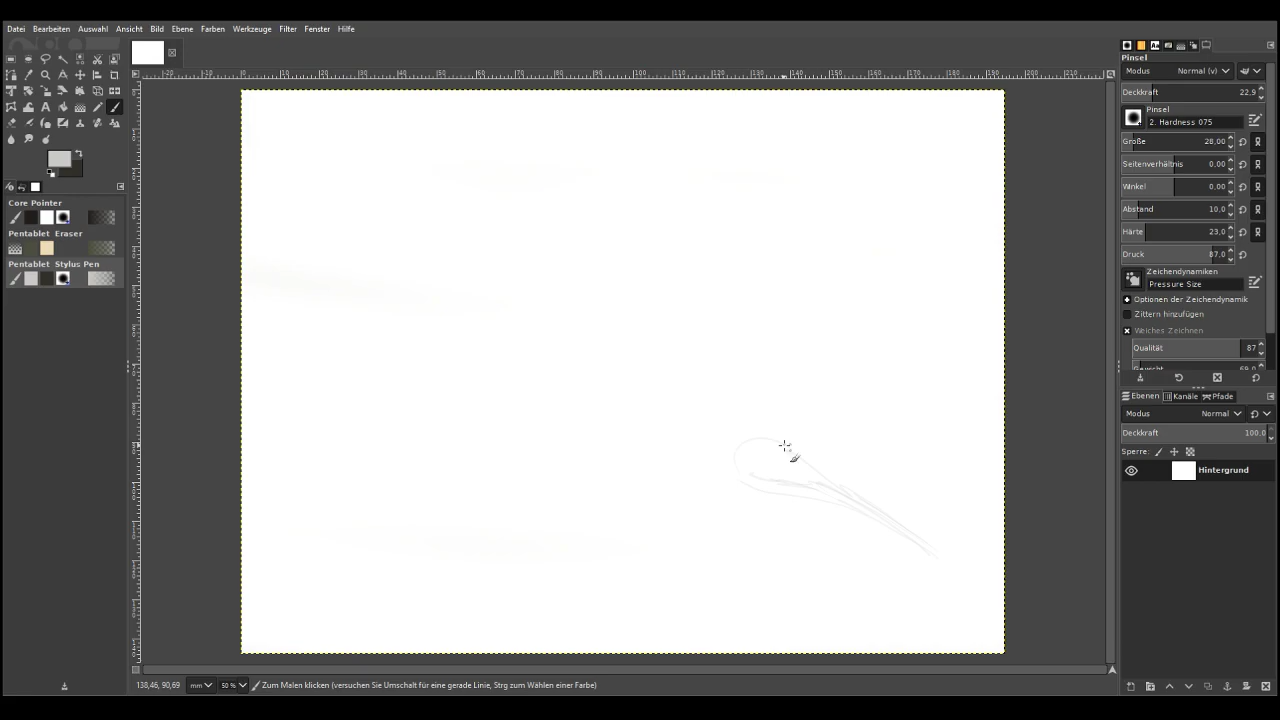 Datei Bearbeiten Auswahl Ansicht Bild Ebene Farben Werkzeuge Filter Fenster Hilfe
Core Pointer
Pentablet Eraser
Pentablet Stylus Pen
Pinsel
Modus Normal (v)
Deckkraft 22,9
Pinsel
2. Hardness 075
Größe 28,00
Seitenverhältnis 0,00
Winkel 0,00
Abstand 10,0
Härte 23,0
Druck 87,0
Zeichendynamiken
Pressure Size
Optionen der Zeichendynamik
Zittern hinzufügen
Weiches Zeichnen
Qualität 87
Ebenen Kanäle Pfade
Modus Normal
Deckkraft 100,0
Sperre:
Hintergrund
138,46, 90,69 mm 50 % Zum Malen klicken (versuchen Sie Umschalt für eine gerade Linie, Strg zum Wählen einer Farbe)